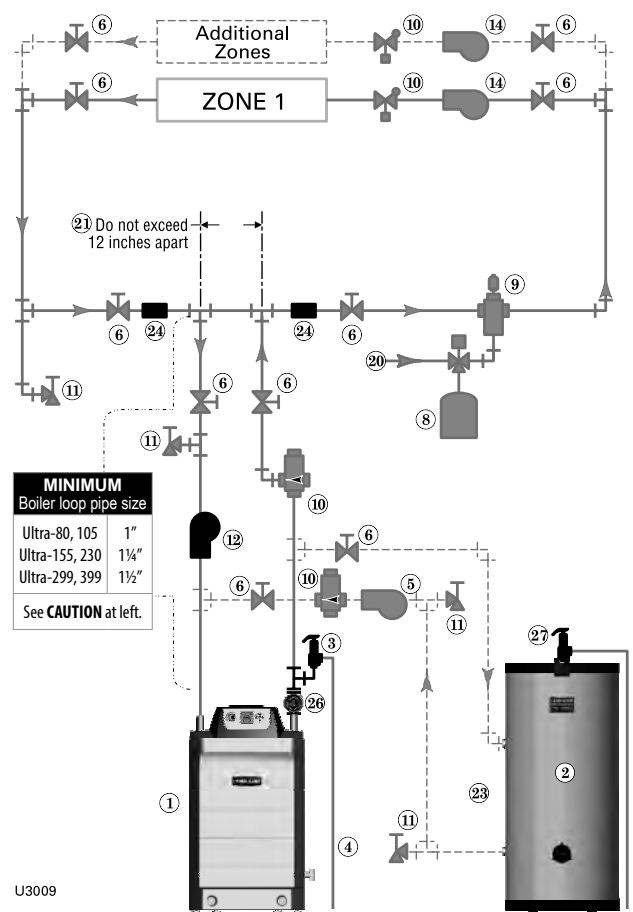 6
Additional
Zones
10
14
6
6
ZONE 1
10
14
6
21 Do not exceed
12 inches apart
9
6
24
24
6
20
11
6
6
8
11
10
MINIMUM
Boiler loop pipe size
Ultra-80, 105 1”
Ultra-155, 230 1¼”
Ultra-299, 399 1½”
See CAUTION at left.
12
6
6
10
5
11
3
27
26
1
2
23
11
4
U3009